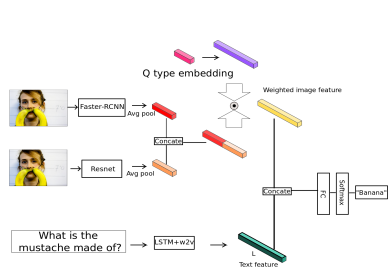 Q type embedding
Weighted image feature
Faster-RCNN
Avg pool
Concate
Resnet
Avg pool
Concate
FC
Softmax
"Banana"
What is the
mustache made of?
LSTM+w2v
L
Text feature